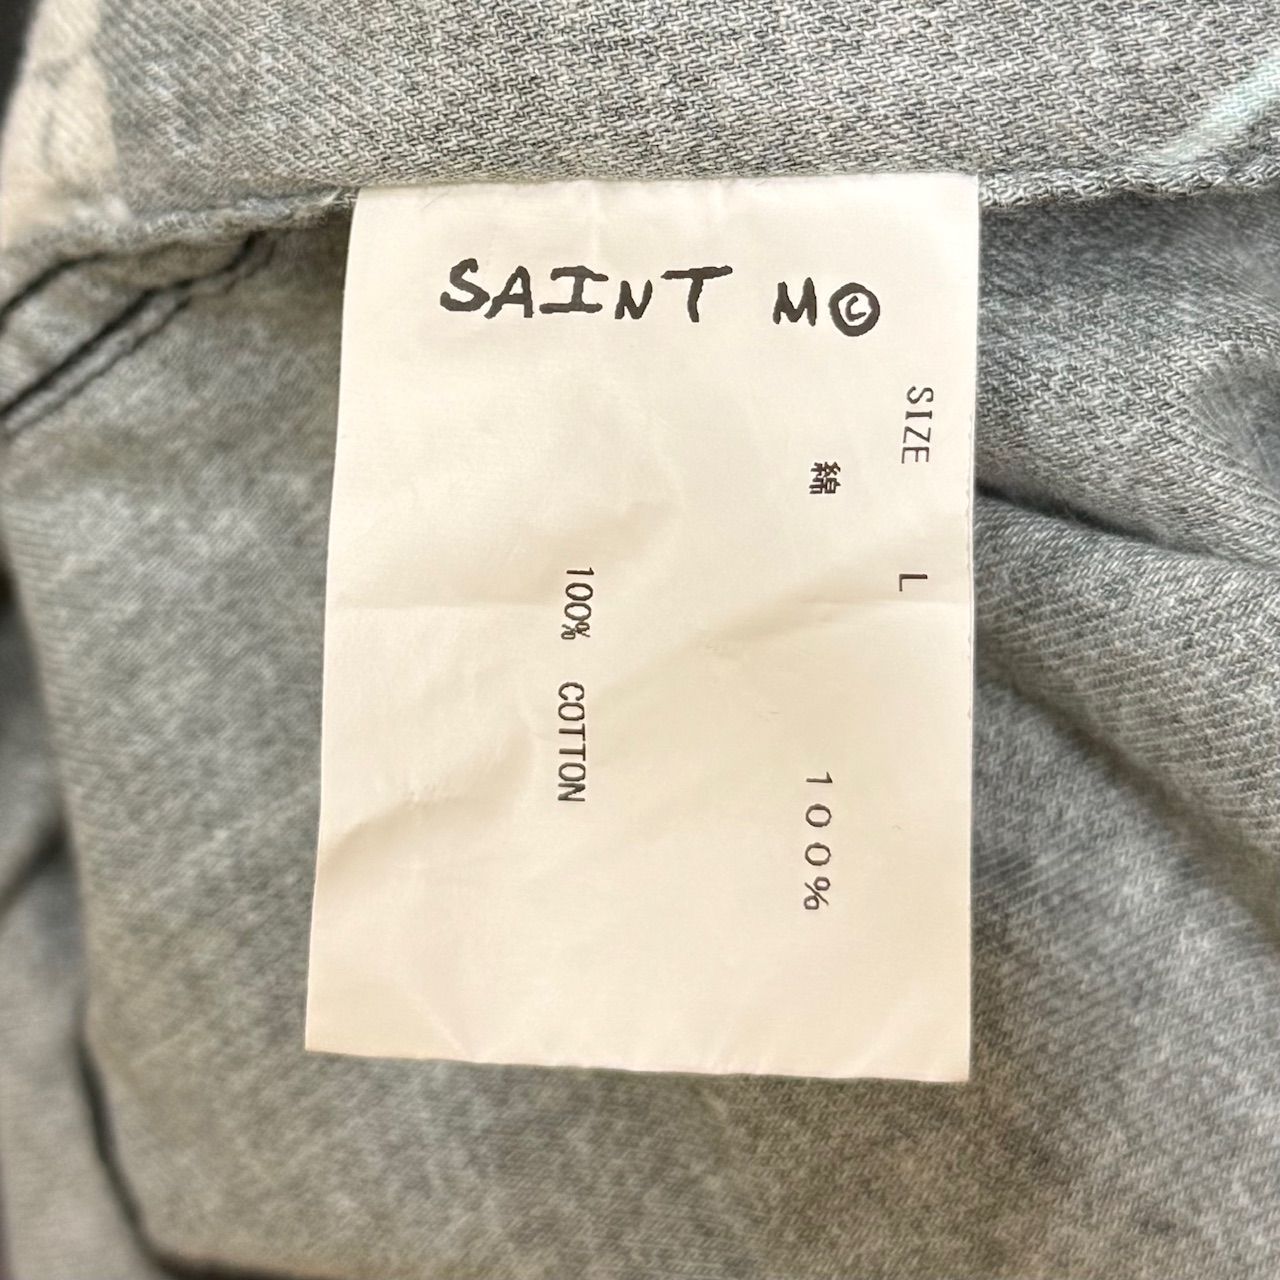 SAINT M©
SIZE L
綿 100%
100% COTTON